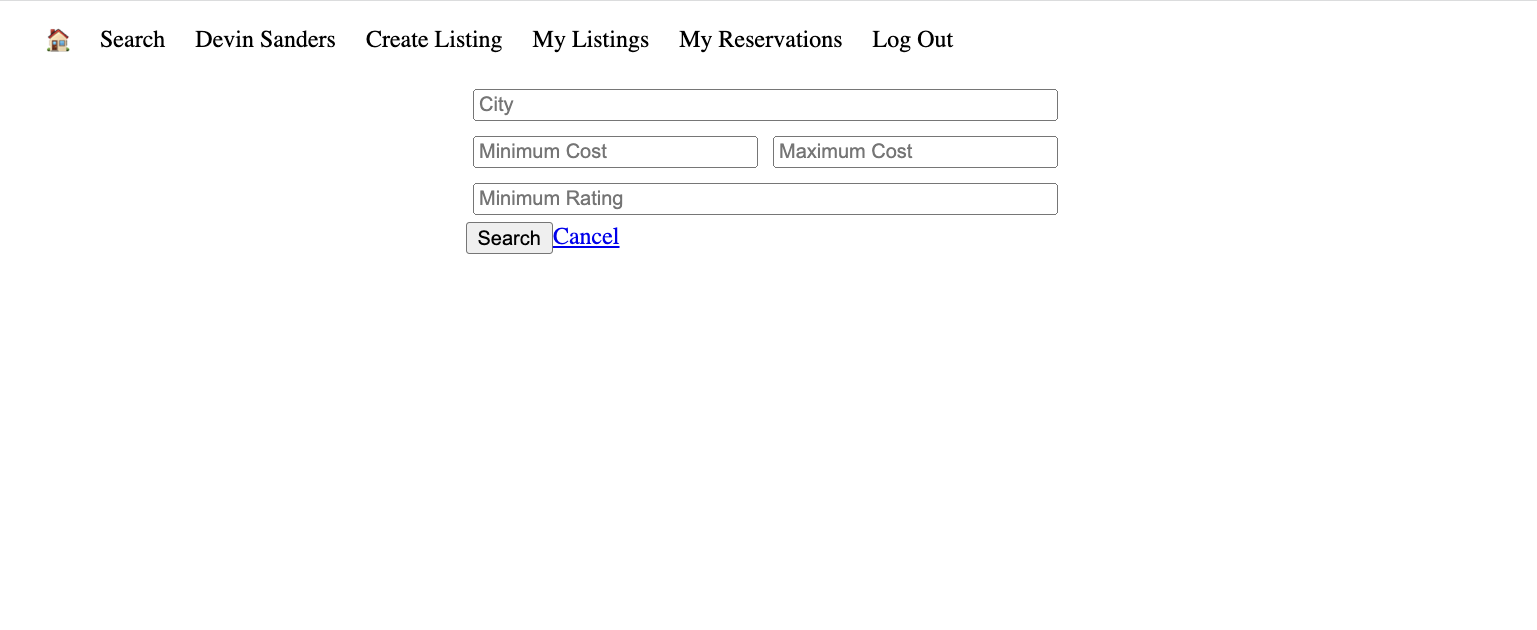 Search Devin Sanders Create Listing My Listings My Reservations Log Out
City
Minimum Cost Maximum Cost
Minimum Rating
Search Cancel